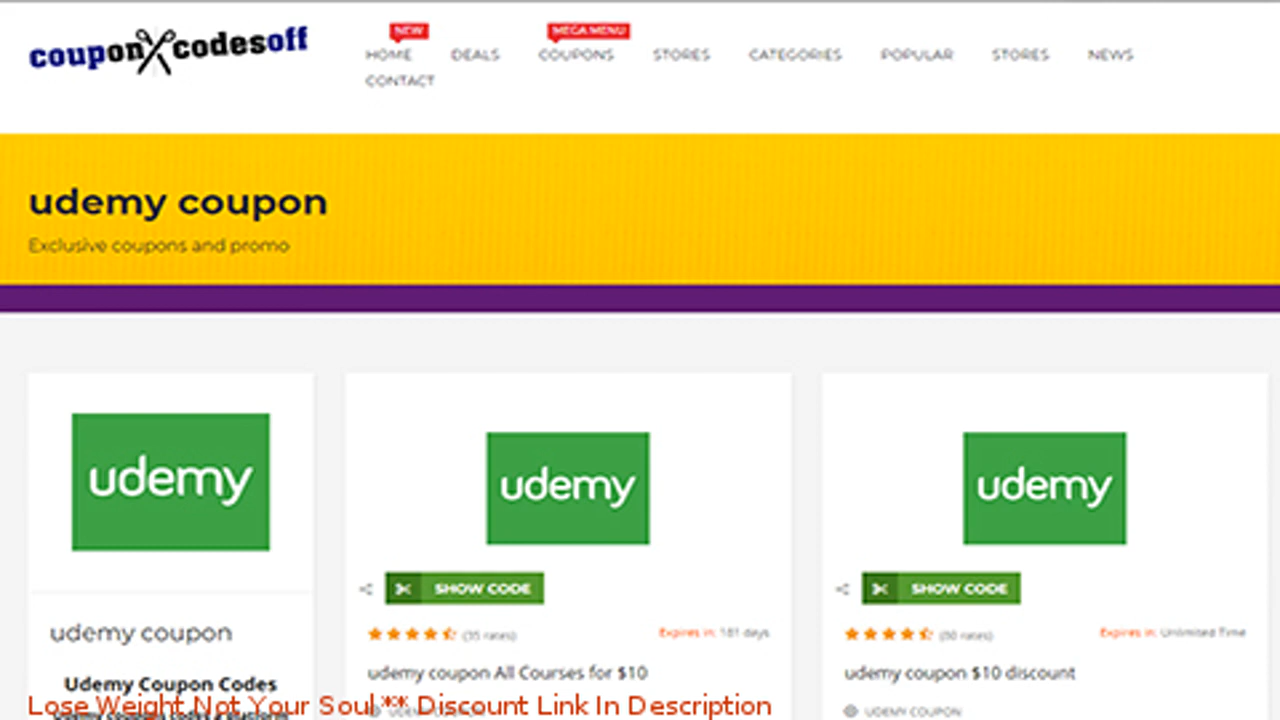 couponXcodesoff
NEW
MEGA MENU
HOME DEALS COUPONS STORES CATEGORIES POPULAR STORES NEWS
CONTACT
udemy coupon
Exclusive coupons and promo
udemy
udemy
udemy
SHOW CODE
SHOW CODE
(35 rates)
Expires in: 181 days
Expires in: Unlimited Time
udemy coupon
udemy coupon All Courses for $10
udemy coupon $10 discount
Udemy Coupon Codes
Lose Weight Not Your Soul ** Discount Link In Description
UDEMY COUPON